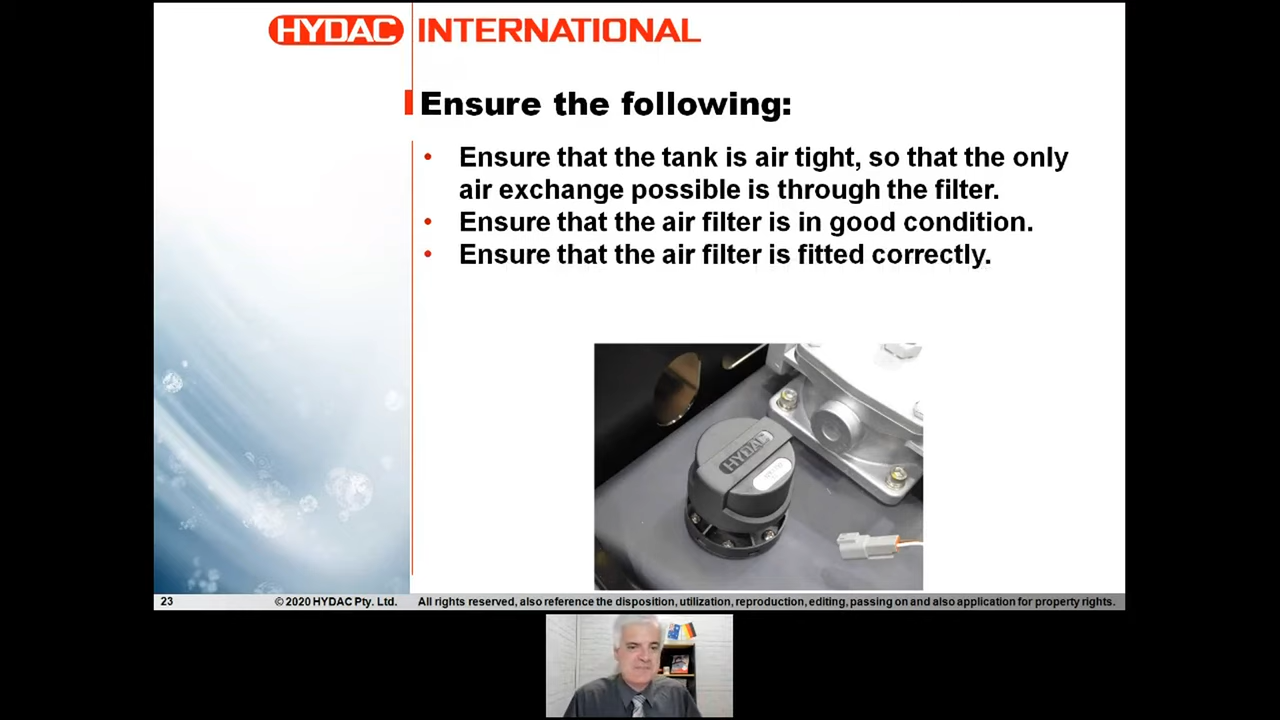 HYDAC INTERNATIONAL
Ensure the following:
• Ensure that the tank is air tight, so that the only
air exchange possible is through the filter.
• Ensure that the air filter is in good condition.
• Ensure that the air filter is fitted correctly.
HYDAC
23 © 2020 HYDAC Pty. Ltd. All rights reserved, also reference the disposition, utilization, reproduction, editing, passing on and also application for property rights.